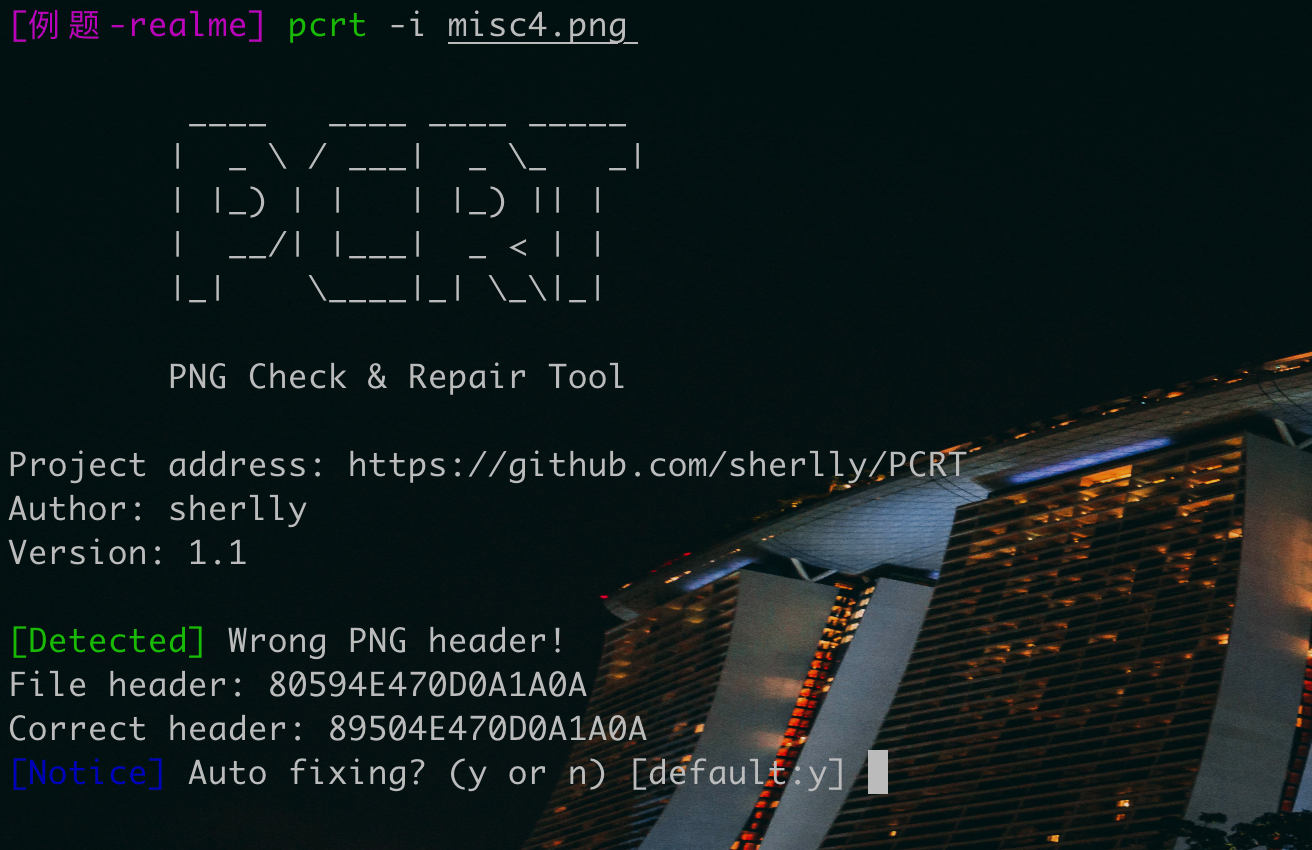 [例题-realme] pcrt -i misc4.png
 ____   ____ ____ _____
|  _ \ / ___|  _ \_   _|
| |_) | |   | |_) || |
|  __/| |___|  _ < | |
|_|    \____|_| \_\|_|
PNG Check & Repair Tool
Project address: https://github.com/sherlly/PCRT
Author: sherlly
Version: 1.1
[Detected] Wrong PNG header!
File header: 80594E470D0A1A0A
Correct header: 89504E470D0A1A0A
[Notice] Auto fixing? (y or n) [default:y]